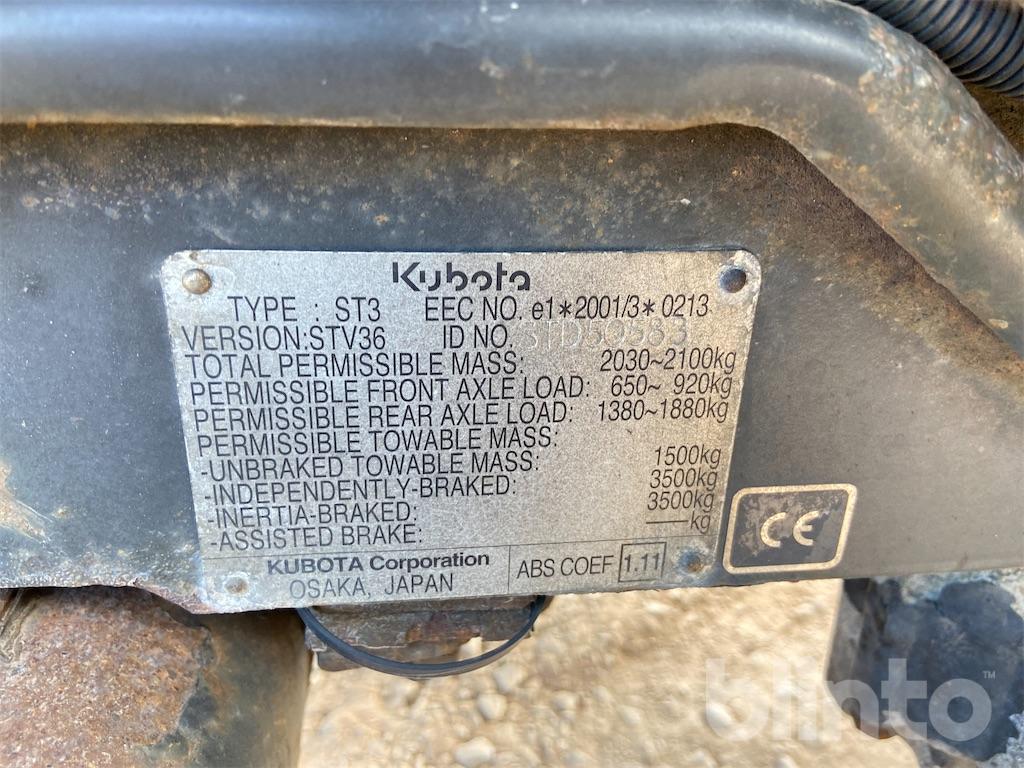 Kubota
TYPE : ST3 EEC NO. e1*2001/3*0213
VERSION:STV36 ID NO. STD50583
TOTAL PERMISSIBLE MASS: 2030~2100kg
PERMISSIBLE FRONT AXLE LOAD: 650~ 920kg
PERMISSIBLE REAR AXLE LOAD: 1380~1880kg
PERMISSIBLE TOWABLE MASS:
-UNBRAKED TOWABLE MASS: 1500kg
-INDEPENDENTLY-BRAKED: 3500kg
-INERTIA-BRAKED: 3500kg
-ASSISTED BRAKE: —kg
KUBOTA Corporation
OSAKA, JAPAN
ABS COEF 1.11
CE
blinto™